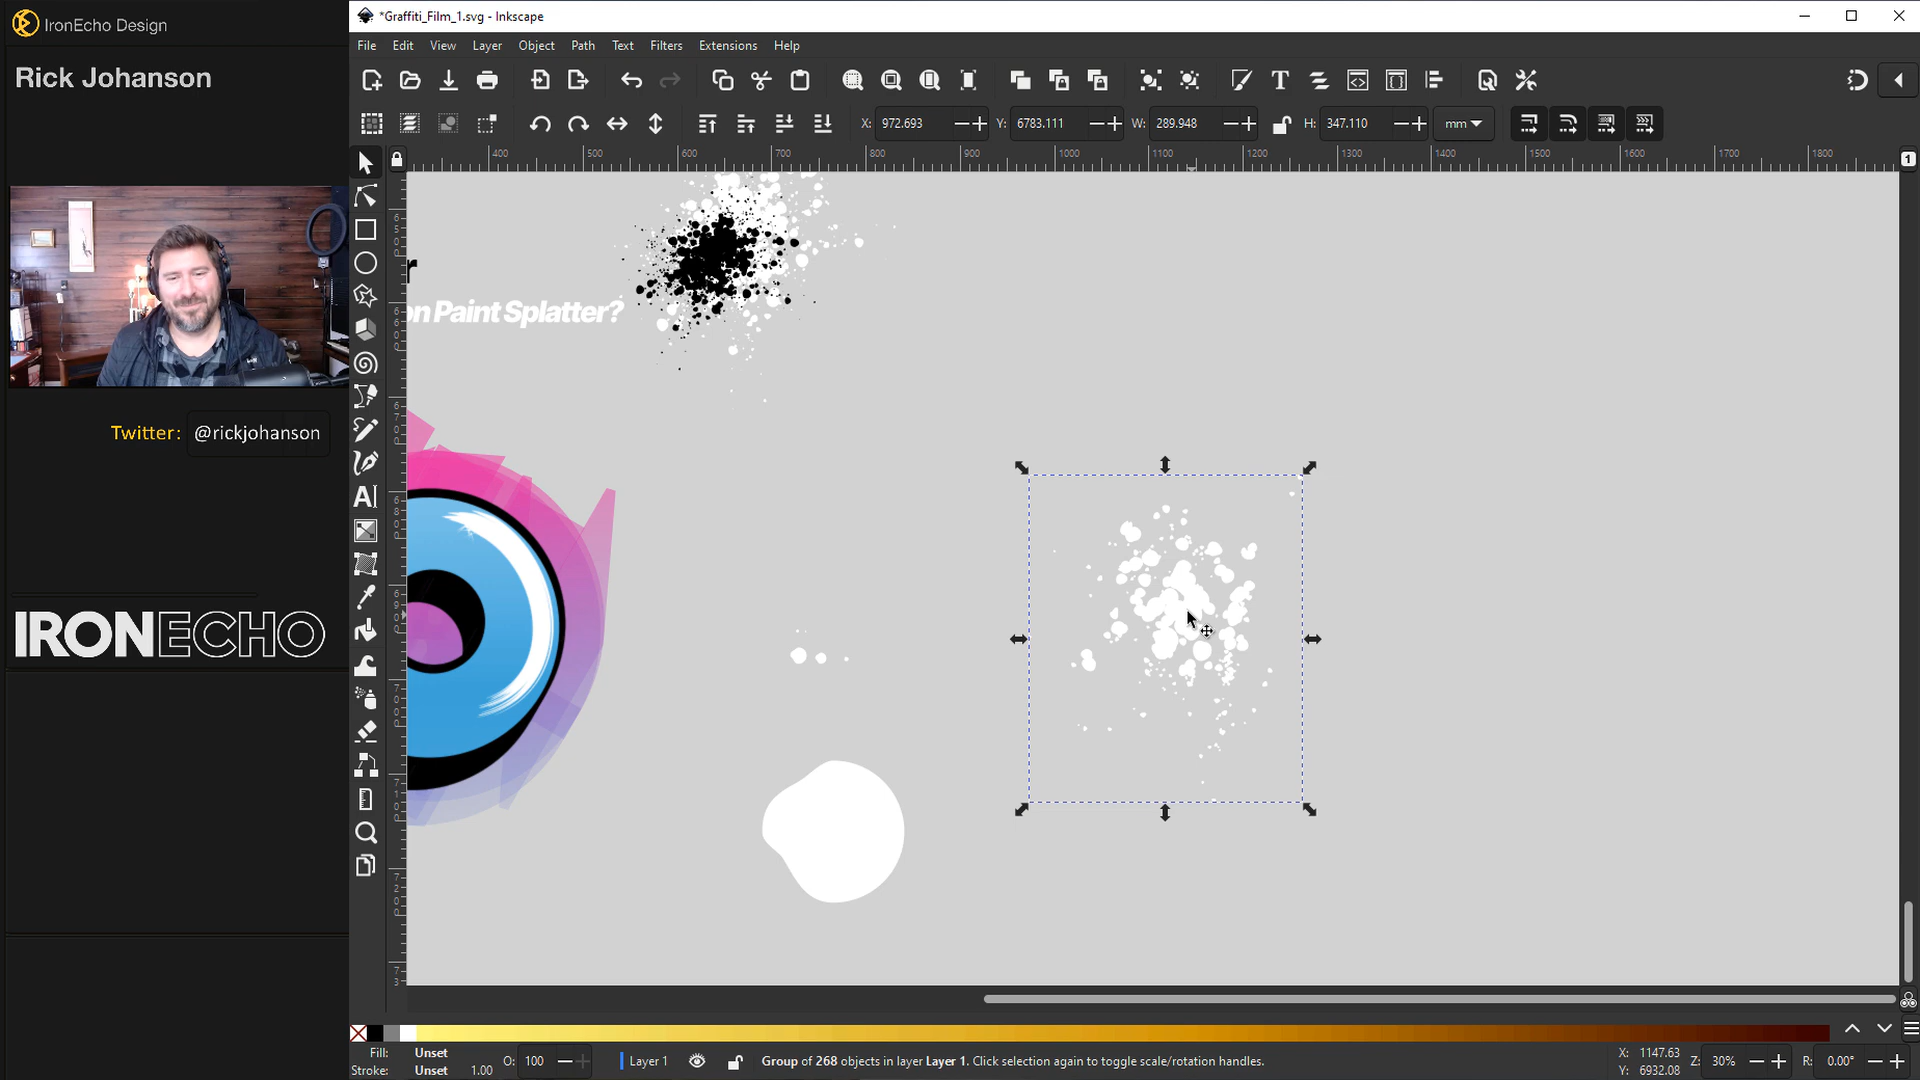 IronEcho Design
Rick Johanson
Twitter: @rickjohanson
IRONECHO
*Graffiti_Film_1.svg - Inkscape
File Edit View Layer Object Path Text Filters Extensions Help
X: 972.693 Y: 6783.111 W: 289.948 H: 347.110 mm
400 500 600 700 800 900 1000 1100 1200 1300 1400 1500 1600 1700 1800
1
r
on Paint Splatter?
Fill: Unset
Stroke: Unset 1.00
O: 100
Layer 1
Group of 268 objects in layer Layer 1. Click selection again to toggle scale/rotation handles.
X: 1147.63
Y: 6932.08
Z: 30%
R: 0.00°